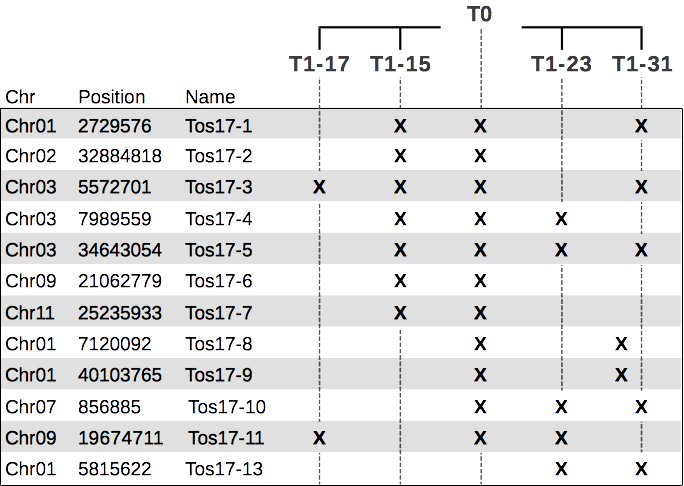 T0
T1-17 T1-15 T1-23 T1-31
Chr Position Name
Chr01 2729576 Tos17-1 X X X
Chr02 32884818 Tos17-2 X X
Chr03 5572701 Tos17-3 X X X X
Chr03 7989559 Tos17-4 X X X
Chr03 34643054 Tos17-5 X X X X
Chr09 21062779 Tos17-6 X X
Chr11 25235933 Tos17-7 X X
Chr01 7120092 Tos17-8 X X
Chr01 40103765 Tos17-9 X X
Chr07 856885 Tos17-10 X X X
Chr09 19674711 Tos17-11 X X X
Chr01 5815622 Tos17-13 X X